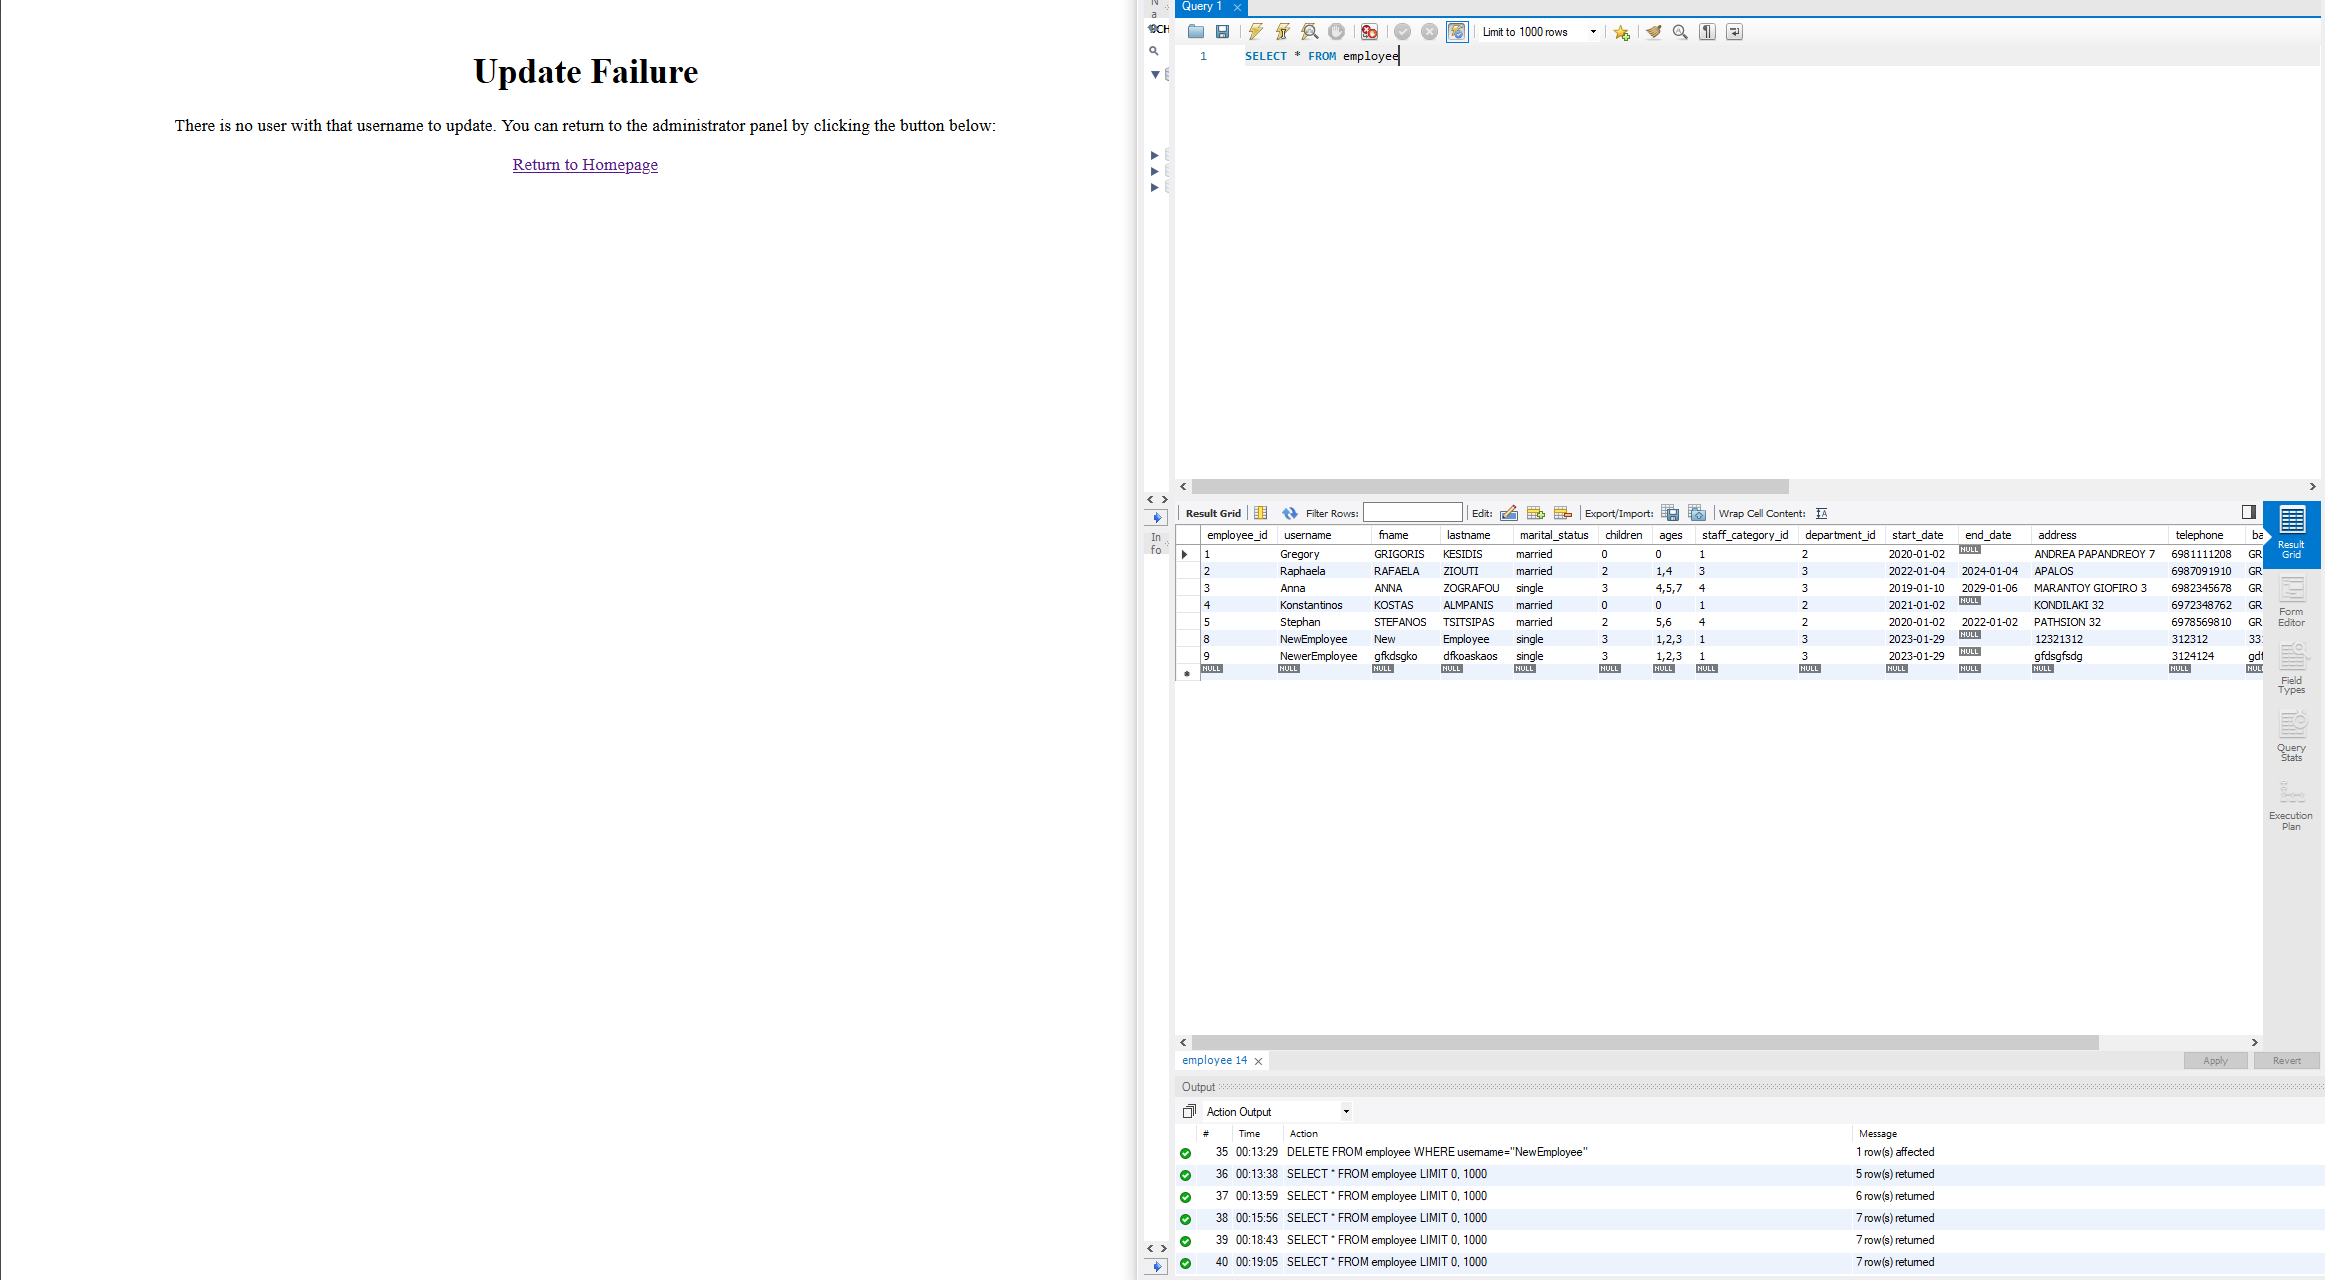 Update Failure
There is no user with that username to update. You can return to the administrator panel by clicking the button below:
Return to Homepage
N
a
SCH
In
fo
Query 1
Limit to 1000 rows
1 SELECT * FROM employee
Result Grid Filter Rows: Edit: Export/Import: Wrap Cell Content:
employee_id username fname lastname marital_status children ages staff_category_id department_id start_date end_date address telephone ba
1 Gregory GRIGORIS KESIDIS married 0 0 1 2 2020-01-02 NULL ANDREA PAPANDREOY 7 6981111208 GR
2 Raphaela RAFAELA ZIOUTI married 2 1,4 3 3 2022-01-04 2024-01-04 APALOS 6987091910 GR
3 Anna ANNA ZOGRAFOU single 3 4,5,7 4 3 2019-01-10 2029-01-06 MARANTOY GIOFIRO 3 6982345678 GR
4 Konstantinos KOSTAS ALMPANIS married 0 0 1 2 2021-01-02 NULL KONDILAKI 32 6972348762 GR
5 Stephan STEFANOS TSITSIPAS married 2 5,6 4 2 2020-01-02 2022-01-02 PATHSION 32 6978569810 GR
8 NewEmployee New Employee single 3 1,2,3 1 3 2023-01-29 NULL 12321312 312312 33
9 NewerEmployee gfkdsgko dfkoaskaos single 3 1,2,3 1 3 2023-01-29 NULL gfdsgfsdg 3124124 gdf
NULL NULL NULL NULL NULL NULL NULL NULL NULL NULL NULL NULL NULL NULL
Result
Grid
Form
Editor
Field
Types
Query
Stats
Execution
Plan
employee 14
Apply Revert
Output
Action Output
# Time Action Message
35 00:13:29 DELETE FROM employee WHERE username="NewEmployee" 1 row(s) affected
36 00:13:38 SELECT * FROM employee LIMIT 0, 1000 5 row(s) returned
37 00:13:59 SELECT * FROM employee LIMIT 0, 1000 6 row(s) returned
38 00:15:56 SELECT * FROM employee LIMIT 0, 1000 7 row(s) returned
39 00:18:43 SELECT * FROM employee LIMIT 0, 1000 7 row(s) returned
40 00:19:05 SELECT * FROM employee LIMIT 0, 1000 7 row(s) returned